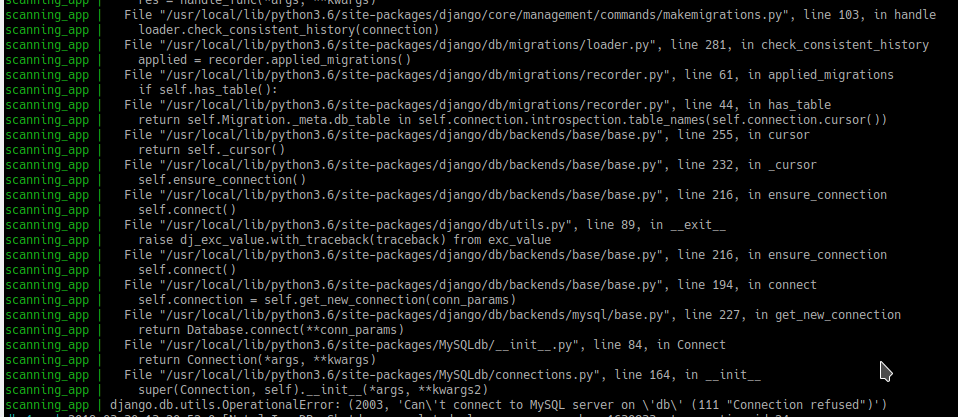 scanning_app | res = handle_func(*args, **kwargs)
scanning_app | File "/usr/local/lib/python3.6/site-packages/django/core/management/commands/makemigrations.py", line 103, in handle
scanning_app | loader.check_consistent_history(connection)
scanning_app | File "/usr/local/lib/python3.6/site-packages/django/db/migrations/loader.py", line 281, in check_consistent_history
scanning_app | applied = recorder.applied_migrations()
scanning_app | File "/usr/local/lib/python3.6/site-packages/django/db/migrations/recorder.py", line 61, in applied_migrations
scanning_app | if self.has_table():
scanning_app | File "/usr/local/lib/python3.6/site-packages/django/db/migrations/recorder.py", line 44, in has_table
scanning_app | return self.Migration._meta.db_table in self.connection.introspection.table_names(self.connection.cursor())
scanning_app | File "/usr/local/lib/python3.6/site-packages/django/db/backends/base/base.py", line 255, in cursor
scanning_app | return self._cursor()
scanning_app | File "/usr/local/lib/python3.6/site-packages/django/db/backends/base/base.py", line 232, in _cursor
scanning_app | self.ensure_connection()
scanning_app | File "/usr/local/lib/python3.6/site-packages/django/db/backends/base/base.py", line 216, in ensure_connection
scanning_app | self.connect()
scanning_app | File "/usr/local/lib/python3.6/site-packages/django/db/utils.py", line 89, in __exit__
scanning_app | raise dj_exc_value.with_traceback(traceback) from exc_value
scanning_app | File "/usr/local/lib/python3.6/site-packages/django/db/backends/base/base.py", line 216, in ensure_connection
scanning_app | self.connect()
scanning_app | File "/usr/local/lib/python3.6/site-packages/django/db/backends/base/base.py", line 194, in connect
scanning_app | self.connection = self.get_new_connection(conn_params)
scanning_app | File "/usr/local/lib/python3.6/site-packages/django/db/backends/mysql/base.py", line 227, in get_new_connection
scanning_app | return Database.connect(**conn_params)
scanning_app | File "/usr/local/lib/python3.6/site-packages/MySQLdb/__init__.py", line 84, in Connect
scanning_app | return Connection(*args, **kwargs)
scanning_app | File "/usr/local/lib/python3.6/site-packages/MySQLdb/connections.py", line 164, in __init__
scanning_app | super(Connection, self).__init__(*args, **kwargs2)
scanning_app | django.db.utils.OperationalError: (2003, 'Can\'t connect to MySQL server on \'db\' (111 "Connection refused")')